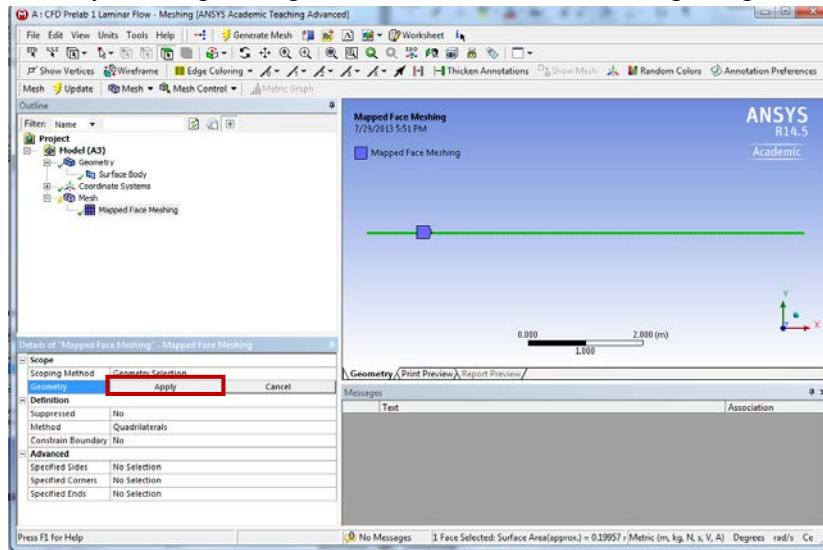 A : CFD Prelab 1 Laminar Flow - Meshing [ANSYS Academic Teaching Advanced]
File Edit View Units Tools Help Generate Mesh Worksheet
Show Vertices Wireframe Edge Coloring Thicken Annotations Show Mesh Random Colors Annotation Preferences
Mesh Update Mesh Mesh Control Metric Graph
Outline
Filter: Name
Project
Model (A3)
Geometry
Surface Body
Coordinate Systems
Mesh
Mapped Face Meshing
Mapped Face Meshing
7/29/2013 5:51 PM
Mapped Face Meshing
ANSYS
R14.5
Academic
Y
X
0.000 2.000 (m)
1.000
Geometry Print Preview Report Preview
Details of "Mapped Face Meshing" - Mapped Face Meshing
Scope
Scoping Method Geometry Selection
Geometry Apply Cancel
Definition
Suppressed No
Method Quadrilaterals
Constrain Boundary No
Advanced
Specified Sides No Selection
Specified Corners No Selection
Specified Ends No Selection
Messages
Text Association
Press F1 for Help No Messages 1 Face Selected: Surface Area(approx.) = 0.19957 Metric (m, kg, N, s, V, A) Degrees rad/s Ce